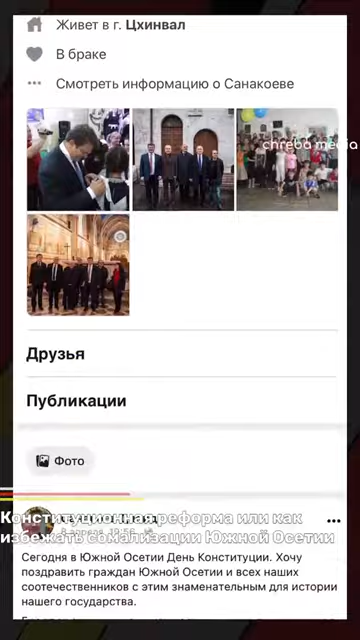 Живет в г. Цхинвал
В браке
Смотреть информацию о Санакоеве
chreba media
Друзья
Публикации
Фото
Конституционная реформа или как
избежать сомализации Южной Осетии
Сегодня в Южной Осетии День Конституции. Хочу
поздравить граждан Южной Осетии и всех наших
соотечественников с этим знаменательным для истории
нашего государства.